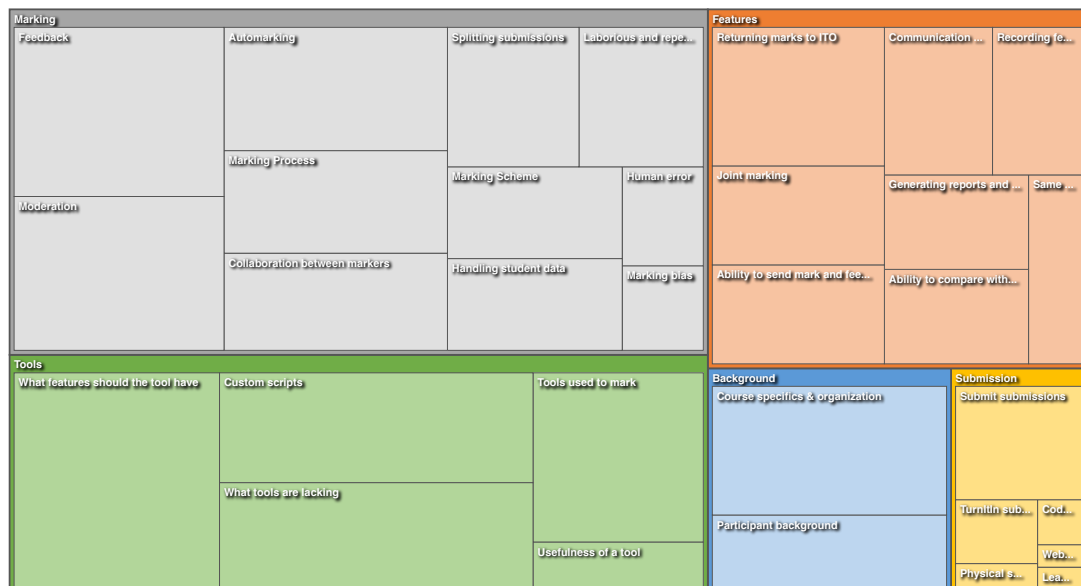 Marking
Feedback
Automarking
Splitting submissions
Laborious and repe...
Marking Process
Marking Scheme
Human error
Moderation
Collaboration between markers
Handling student data
Marking bias
Features
Returning marks to ITO
Communication ...
Recording fe...
Joint marking
Generating reports and ...
Same ...
Ability to send mark and fee...
Ability to compare with...
Tools
What features should the tool have
Custom scripts
Tools used to mark
What tools are lacking
Usefulness of a tool
Background
Course specifics & organization
Participant background
Submission
Submit submissions
TurnItIn sub...
Cod...
Web...
Physical s...
Lea...